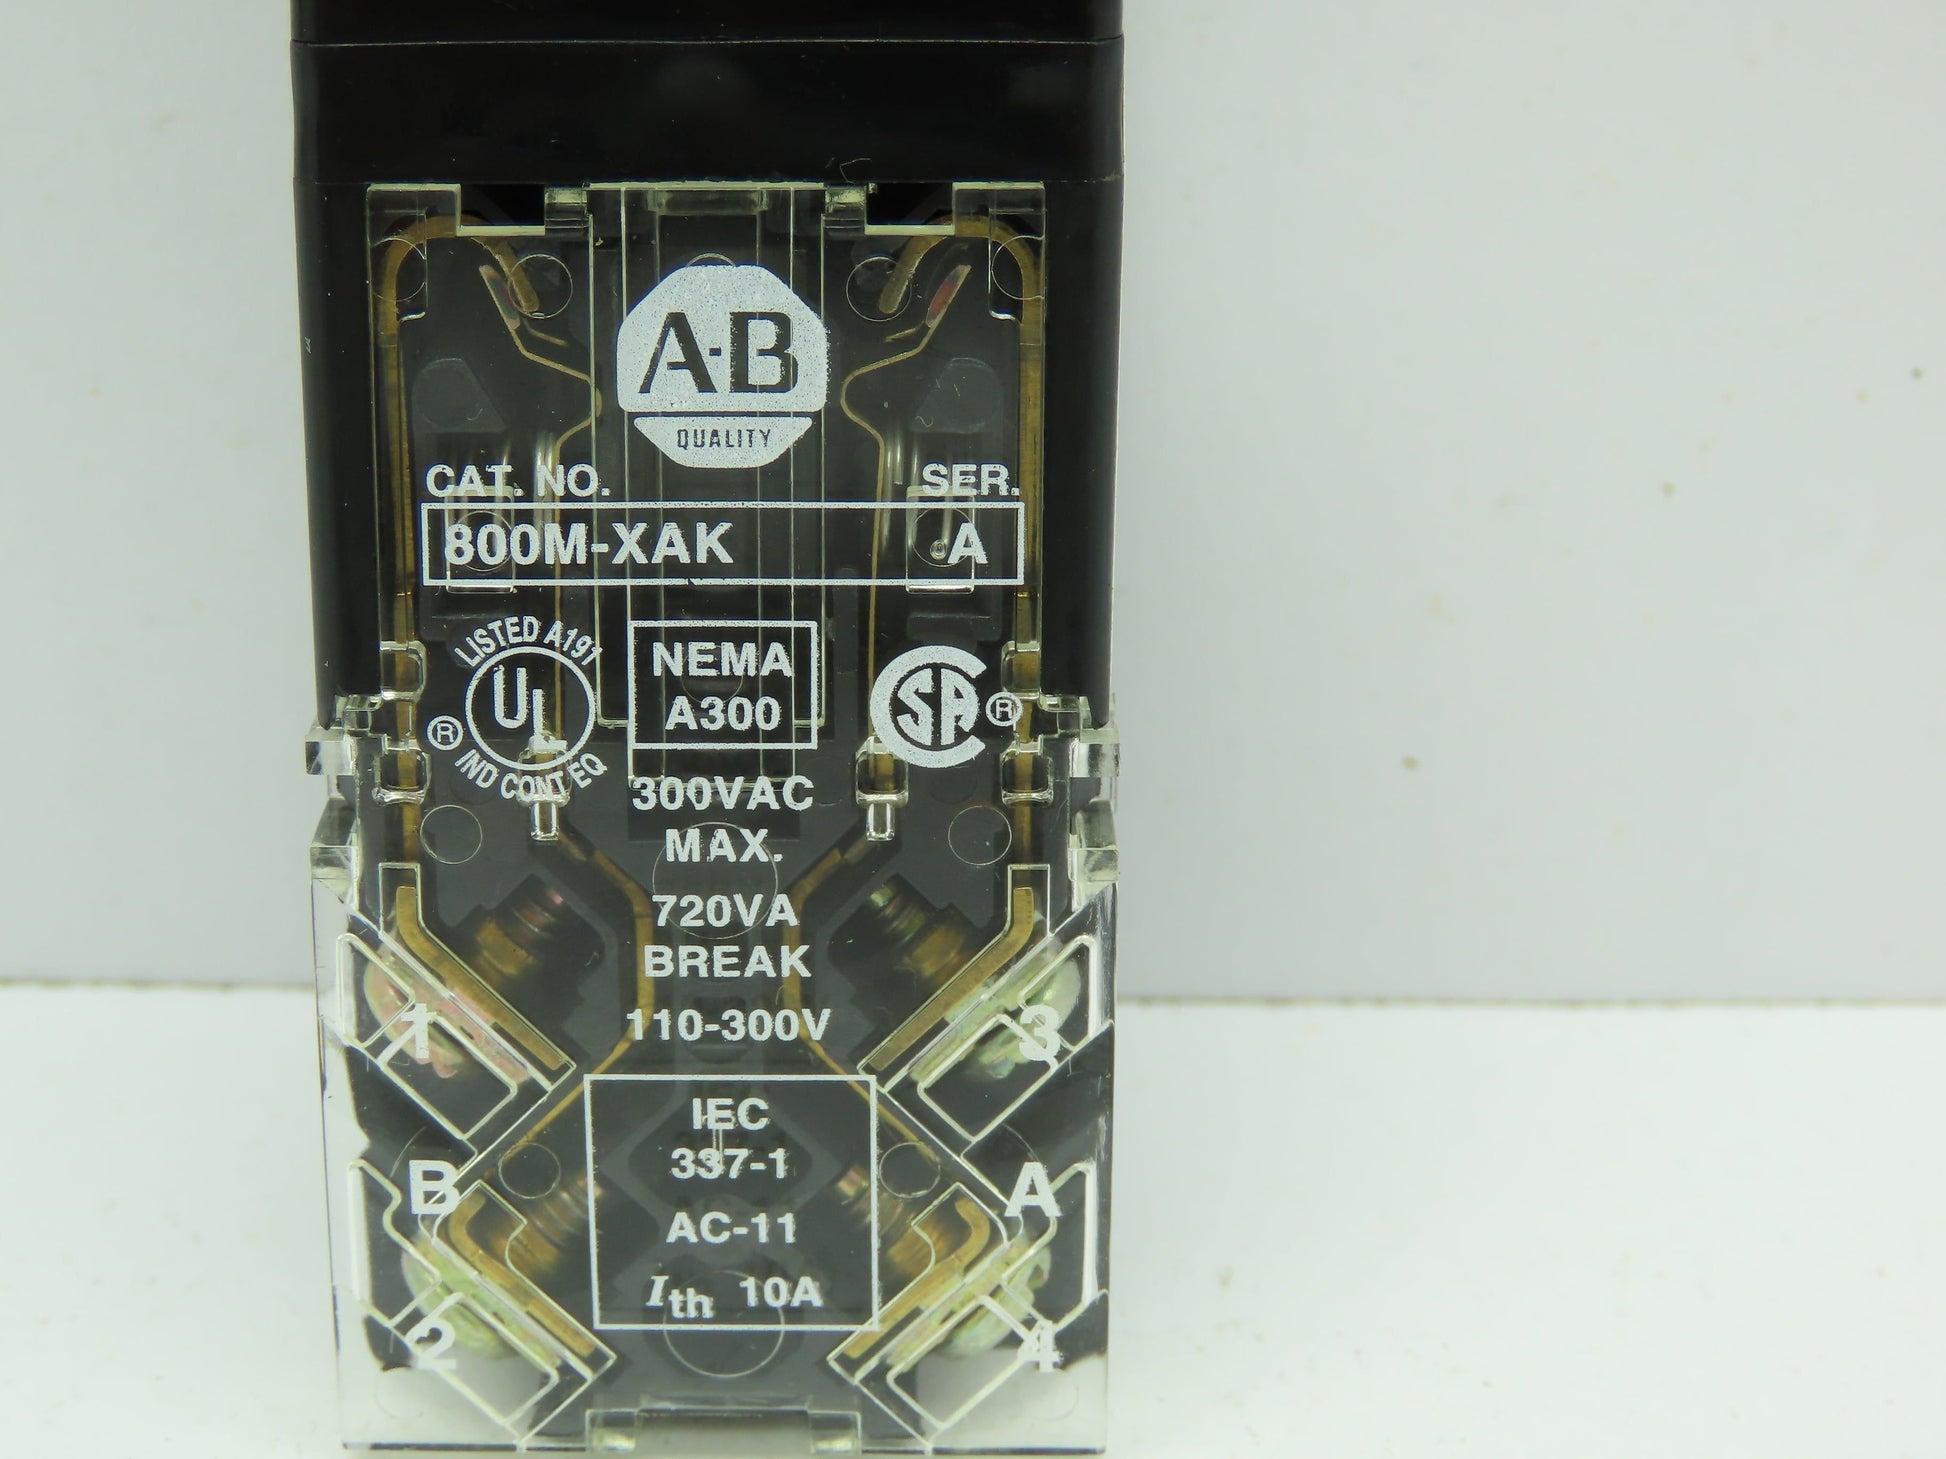 A-B
QUALITY
CAT. NO. SER.
800M-XAK A
LISTED A191
UL
®
IND CONT EQ
NEMA
A300
CSA ®
300VAC
MAX.
720VA
BREAK
110-300V
1 3
IEC
337-1
AC-11
Ith 10A
B A
2 4